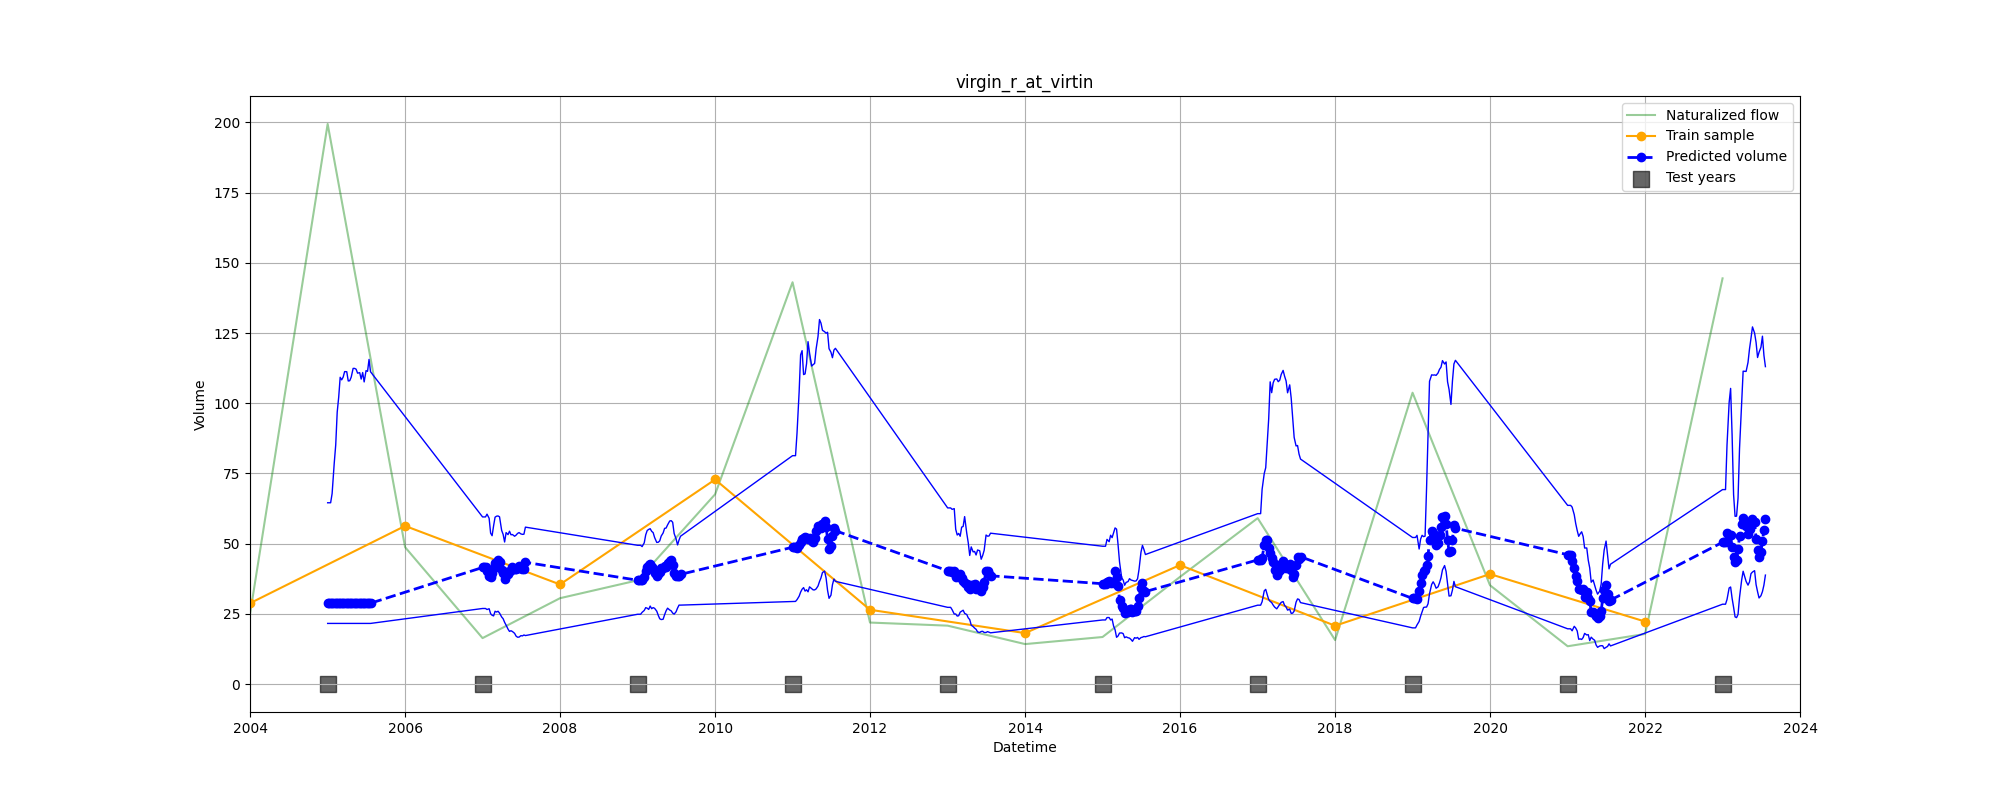 virgin_r_at_virtin
Naturalized flow
Train sample
Predicted volume
Test years
200
175
150
125
100
75
50
25
0
Volume
2004 2006 2008 2010 2012 2014 2016 2018 2020 2022 2024
Datetime